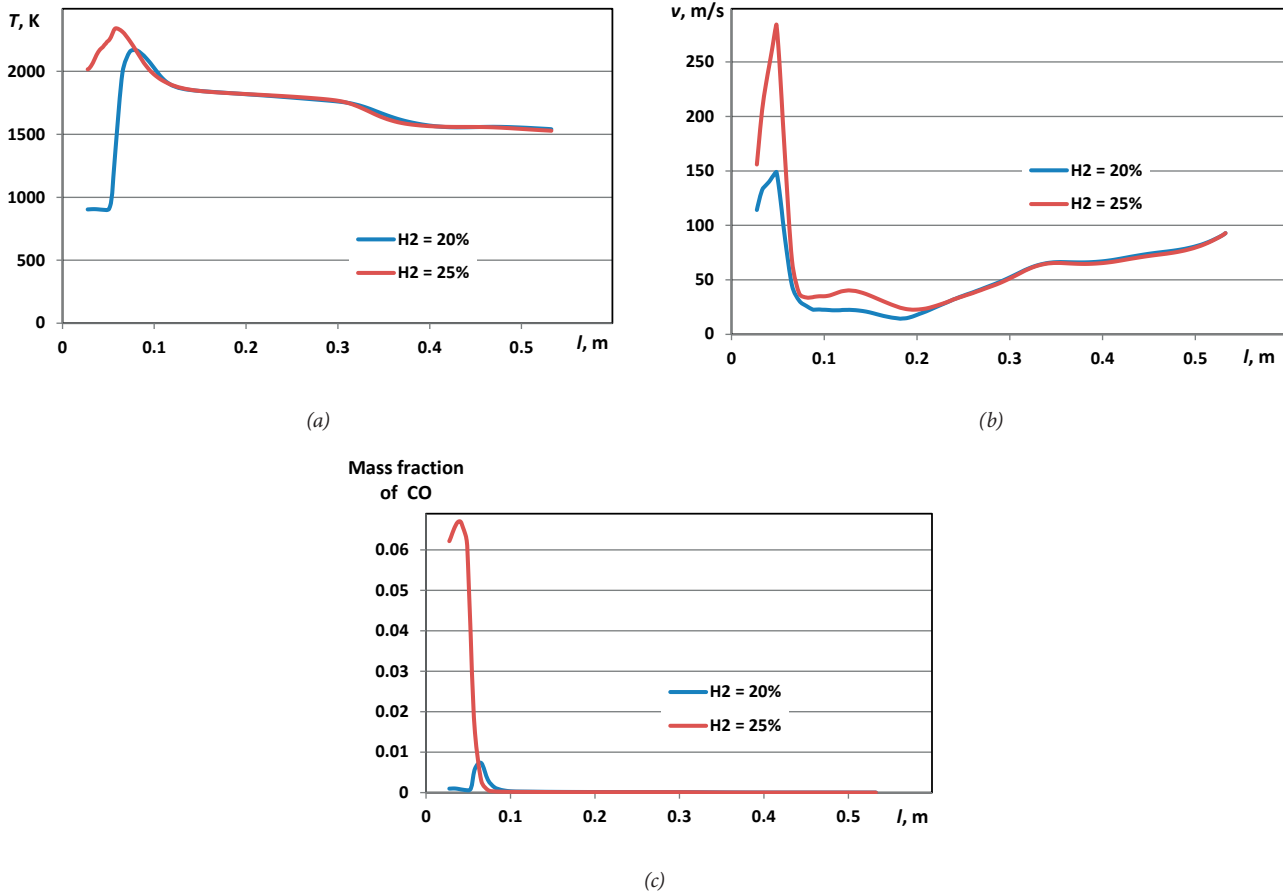 T, K
2000
1500
1000
500
0
0 0.1 0.2 0.3 0.4 0.5 l, m
H2 = 20%
H2 = 25%
(a)
v, m/s
250
200
150
100
50
0
0 0.1 0.2 0.3 0.4 0.5 l, m
H2 = 20%
H2 = 25%
(b)
Mass fraction
of CO
0.06
0.05
0.04
0.03
0.02
0.01
0
0 0.1 0.2 0.3 0.4 0.5 l, m
H2 = 20%
H2 = 25%
(c)